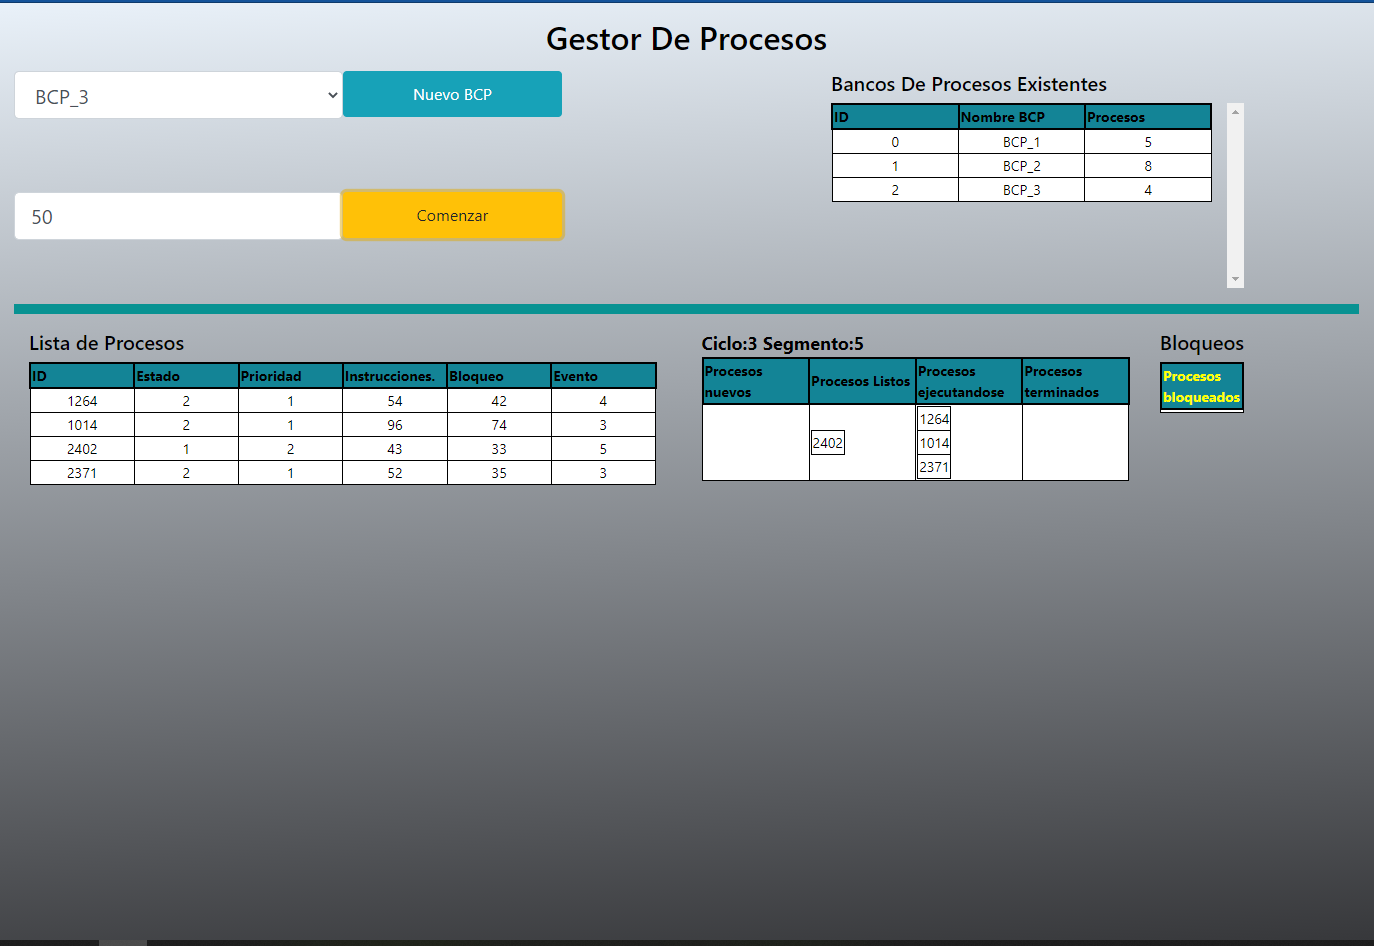 Gestor De Procesos
BCP_3
Nuevo BCP
50
Comenzar
Bancos De Procesos Existentes
ID Nombre BCP Procesos
0 BCP_1 5
1 BCP_2 8
2 BCP_3 4
Lista de Procesos
ID Estado Prioridad Instrucciones. Bloqueo Evento
1264 2 1 54 42 4
1014 2 1 96 74 3
2402 1 2 43 33 5
2371 2 1 52 35 3
Ciclo:3 Segmento:5
Procesos
nuevos
Procesos Listos
Procesos
ejecutandose
Procesos
terminados
2402
1264
1014
2371
Bloqueos
Procesos
bloqueados